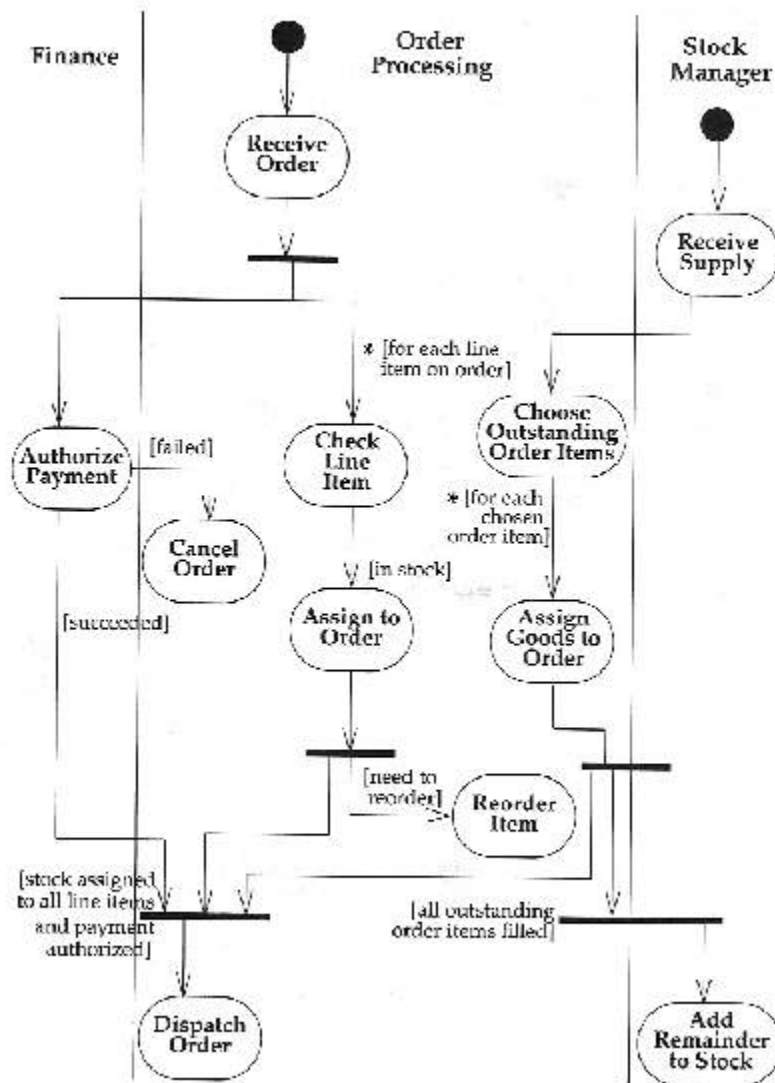 Finance
Order
Processing
Stock
Manager
Receive
Order
Receive
Supply
* [for each line
item on order]
Authorize
Payment
[failed]
Check
Line
Item
Choose
Outstanding
Order Items
* [for each
chosen
order item]
Cancel
Order
[in stock]
[succeeded]
Assign to
Order
Assign
Goods to
Order
[need to
reorder]
Reorder
Item
[stock assigned
to all line items
and payment
authorized]
[all outstanding
order items filled]
Dispatch
Order
Add
Remainder
to Stock